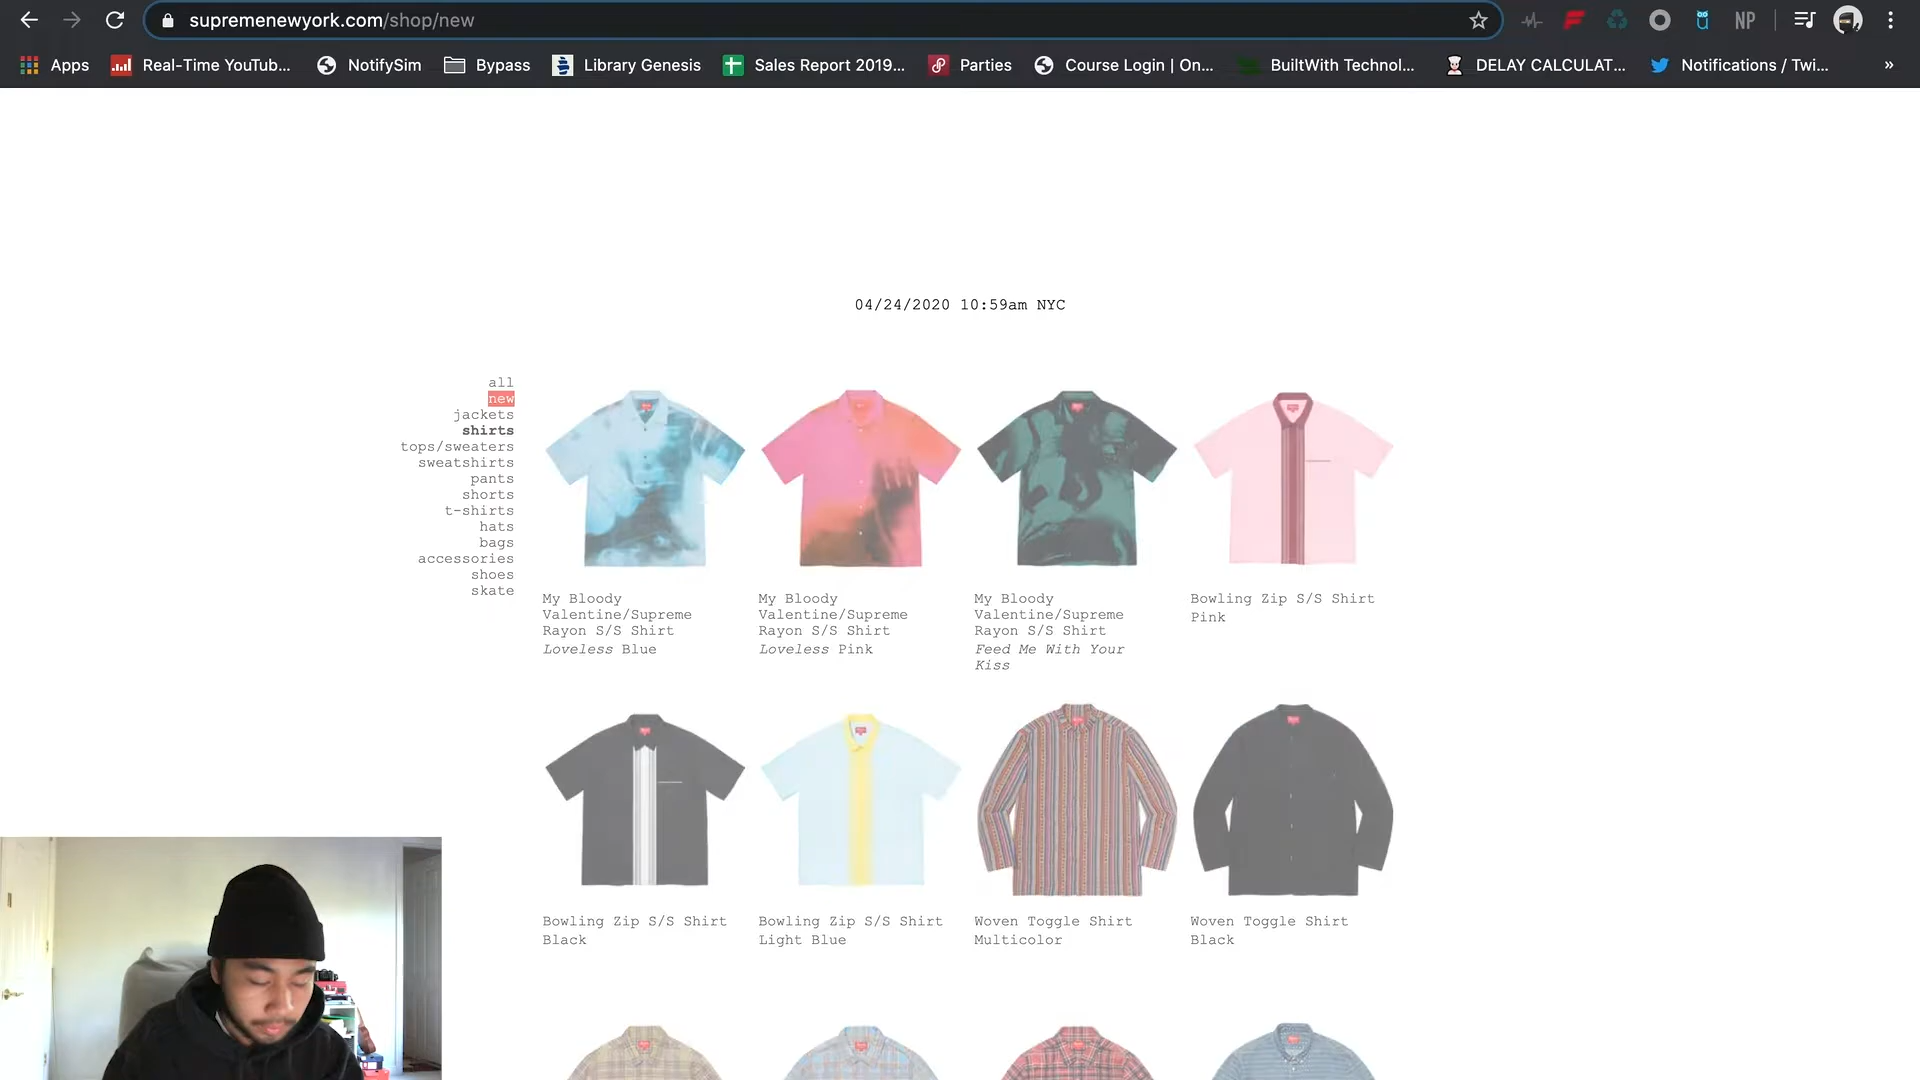 supremenewyork.com/shop/new
NP
Apps
Real-Time YouTub...
NotifySim
Bypass
Library Genesis
Sales Report 2019...
Parties
Course Login | On...
BuiltWith Technol...
DELAY CALCULAT...
Notifications / Twi...
»
04/24/2020 10:59am NYC
all
new
jackets
shirts
tops/sweaters
sweatshirts
pants
shorts
t-shirts
hats
bags
accessories
shoes
skate
My Bloody
Valentine/Supreme
Rayon S/S Shirt
Loveless Blue
My Bloody
Valentine/Supreme
Rayon S/S Shirt
Loveless Pink
My Bloody
Valentine/Supreme
Rayon S/S Shirt
Feed Me With Your
Kiss
Bowling Zip S/S Shirt
Pink
Bowling Zip S/S Shirt
Black
Bowling Zip S/S Shirt
Light Blue
Woven Toggle Shirt
Multicolor
Woven Toggle Shirt
Black